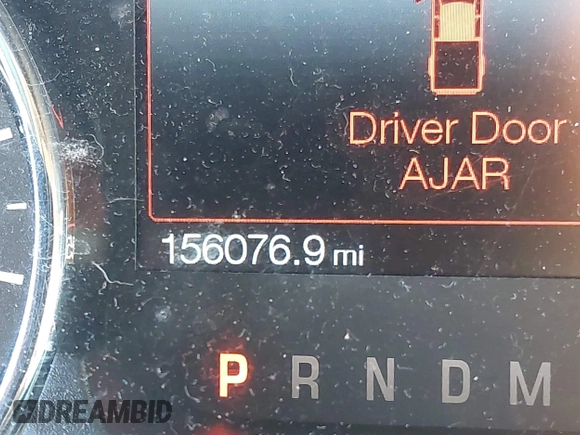 Driver Door
AJAR
156076.9 mi
P R N D M
DREAMBID